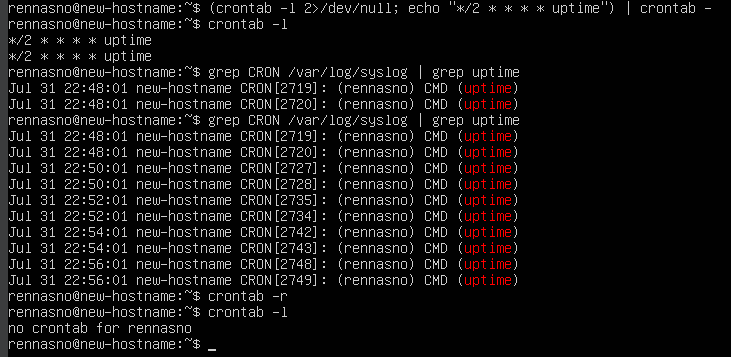 rennasno@new-hostname:~$ (crontab -l 2>/dev/null; echo "*/2 * * * * uptime") | crontab -
rennasno@new-hostname:~$ crontab -l
*/2 * * * * uptime
*/2 * * * * uptime
rennasno@new-hostname:~$ grep CRON /var/log/syslog | grep uptime
Jul 31 22:48:01 new-hostname CRON[2719]: (rennasno) CMD (uptime)
Jul 31 22:48:01 new-hostname CRON[2720]: (rennasno) CMD (uptime)
rennasno@new-hostname:~$ grep CRON /var/log/syslog | grep uptime
Jul 31 22:48:01 new-hostname CRON[2719]: (rennasno) CMD (uptime)
Jul 31 22:48:01 new-hostname CRON[2720]: (rennasno) CMD (uptime)
Jul 31 22:50:01 new-hostname CRON[2727]: (rennasno) CMD (uptime)
Jul 31 22:50:01 new-hostname CRON[2728]: (rennasno) CMD (uptime)
Jul 31 22:52:01 new-hostname CRON[2735]: (rennasno) CMD (uptime)
Jul 31 22:52:01 new-hostname CRON[2734]: (rennasno) CMD (uptime)
Jul 31 22:54:01 new-hostname CRON[2742]: (rennasno) CMD (uptime)
Jul 31 22:54:01 new-hostname CRON[2743]: (rennasno) CMD (uptime)
Jul 31 22:56:01 new-hostname CRON[2748]: (rennasno) CMD (uptime)
Jul 31 22:56:01 new-hostname CRON[2749]: (rennasno) CMD (uptime)
rennasno@new-hostname:~$ crontab -r
rennasno@new-hostname:~$ crontab -l
no crontab for rennasno
rennasno@new-hostname:~$ _